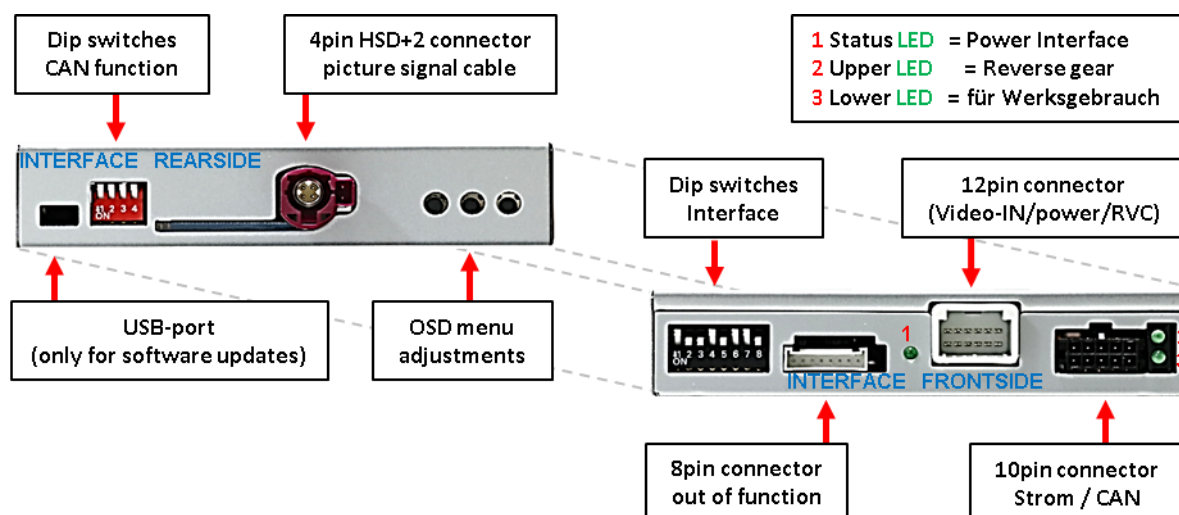 Dip switches
CAN function
4pin HSD+2 connector
picture signal cable
1 Status LED = Power Interface
2 Upper LED = Reverse gear
3 Lower LED = für Werksgebrauch
INTERFACE REARSIDE
1 2 3 4
ON
Dip switches
Interface
12pin connector
(Video-IN/power/RVC)
USB-port
(only for software updates)
OSD menu
adjustments
1
1 2 3 4 5 6 7 8
ON
INTERFACE FRONTSIDE
8pin connector
out of function
10pin connector
Strom / CAN